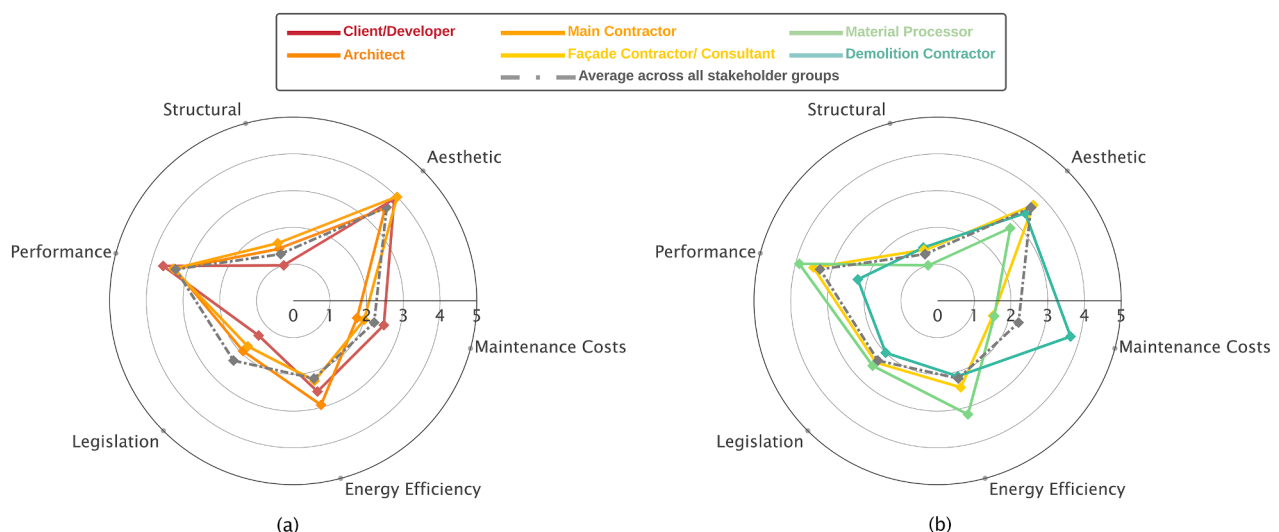 Client/Developer Main Contractor Material Processor
Architect Façade Contractor/ Consultant Demolition Contractor
Average across all stakeholder groups
Structural
Aesthetic
Performance
0 1 2 3 4 5
Maintenance Costs
Legislation
Energy Efficiency
(a)
Structural
Aesthetic
Performance
0 1 2 3 4 5
Maintenance Costs
Legislation
Energy Efficiency
(b)